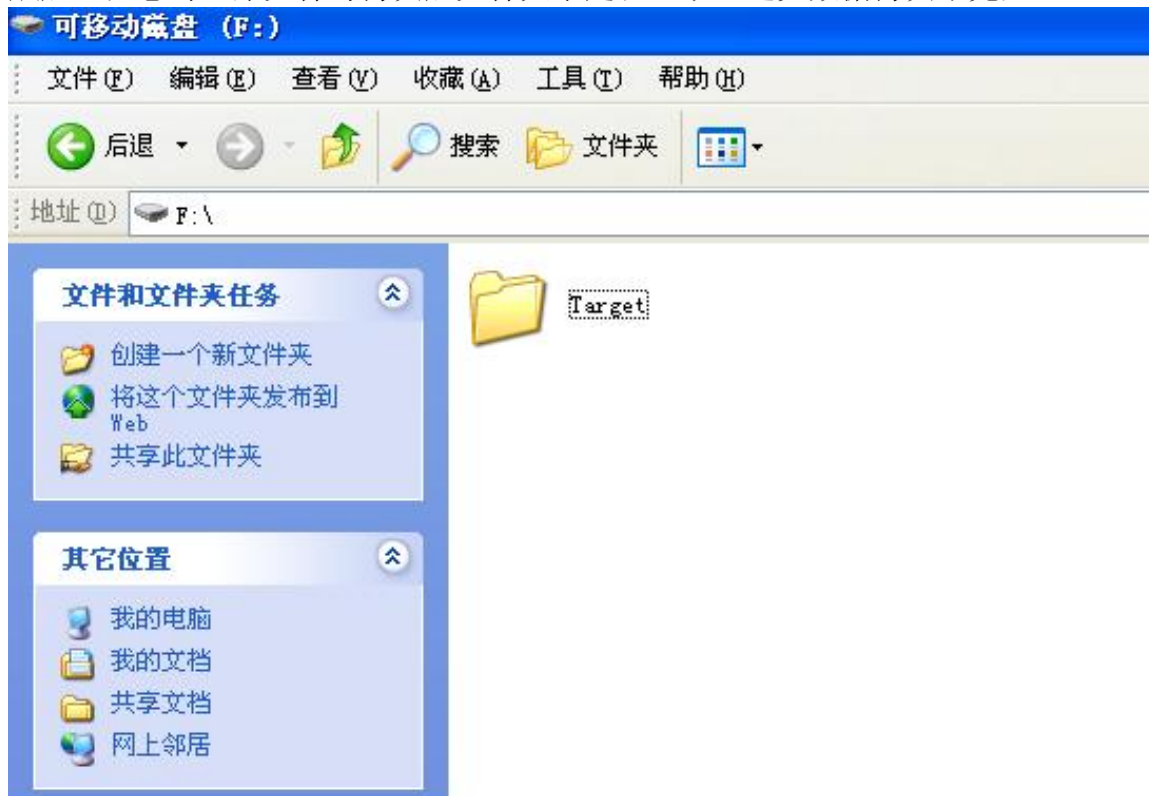 可移动磁盘 (F:)
文件(F) 编辑(E) 查看(V) 收藏(A) 工具(T) 帮助(H)
后退 搜索 文件夹
地址(D) F:\
文件和文件夹任务
创建一个新文件夹
将这个文件夹发布到
Web
共享此文件夹
Target
其它位置
我的电脑
我的文档
共享文档
网上邻居